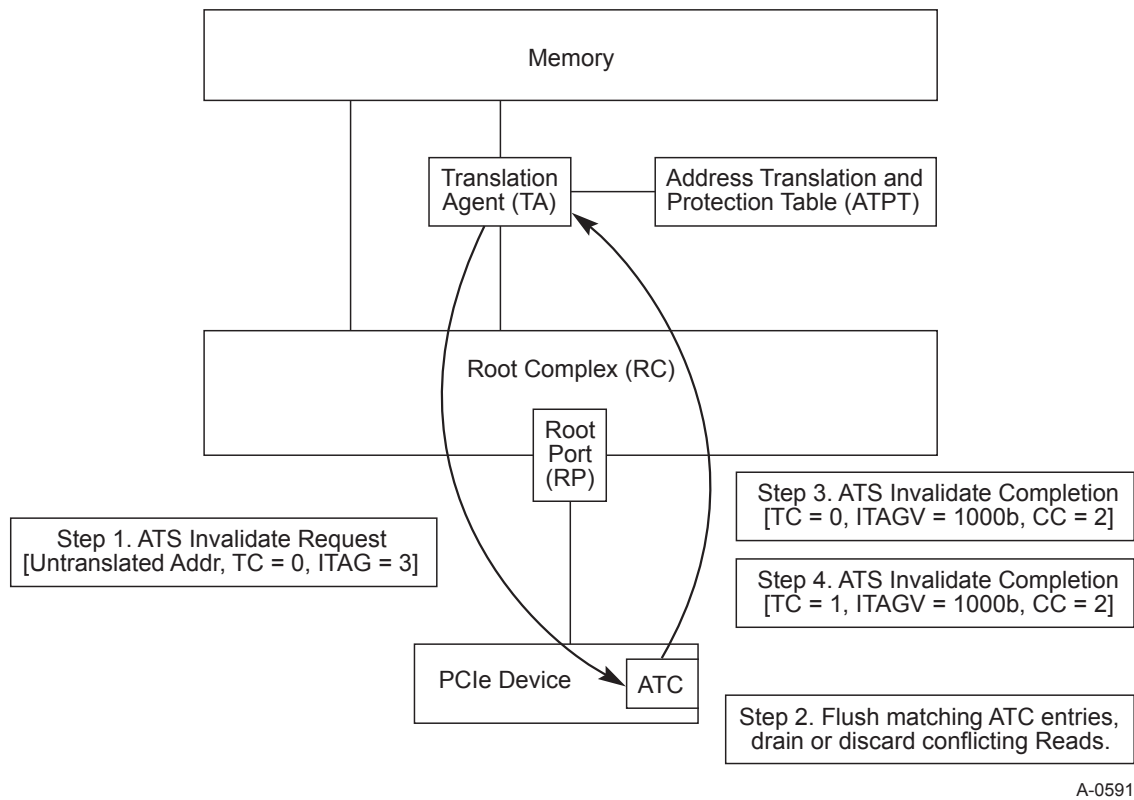 Memory
Translation
Agent (TA)
Address Translation and
Protection Table (ATPT)
Root Complex (RC)
Root
Port
(RP)
Step 3. ATS Invalidate Completion
[TC = 0, ITAGV = 1000b, CC = 2]
Step 1. ATS Invalidate Request
[Untranslated Addr, TC = 0, ITAG = 3]
Step 4. ATS Invalidate Completion
[TC = 1, ITAGV = 1000b, CC = 2]
PCIe Device
ATC
Step 2. Flush matching ATC entries,
drain or discard conflicting Reads.
A-0591